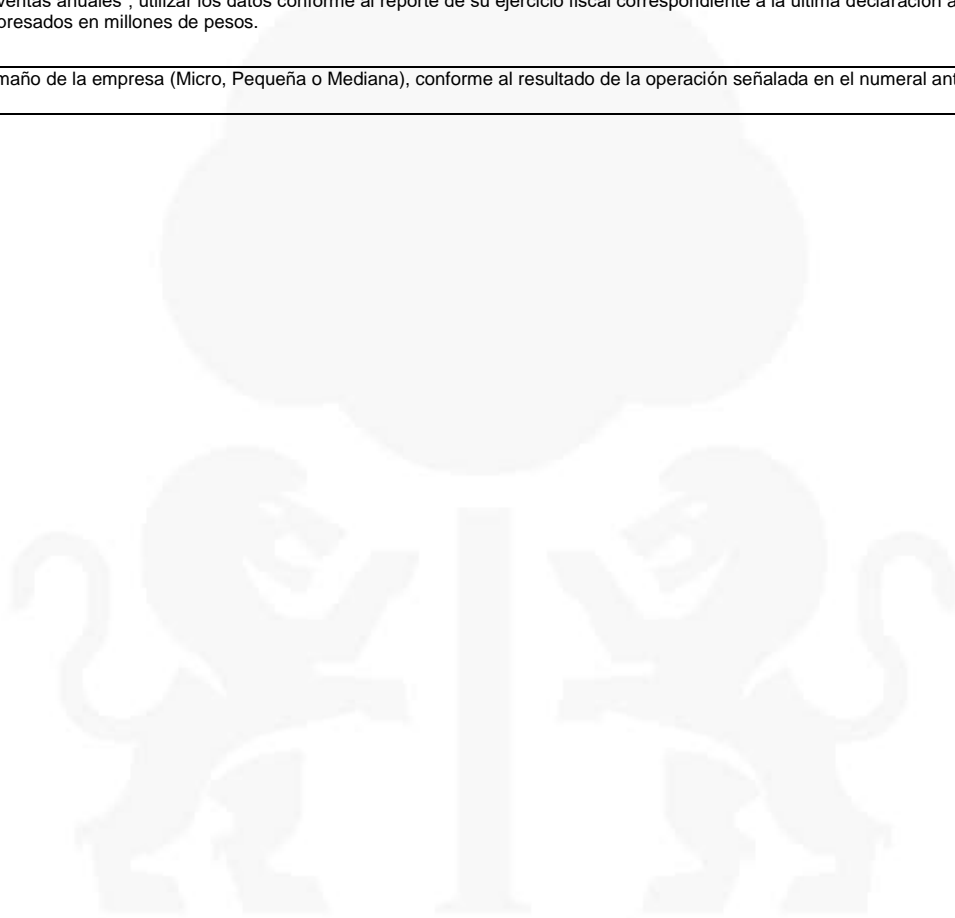 ventas anuales", utilizar los datos conforme al reporte de su ejercicio fiscal correspondiente a la última declaración a
presados en millones de pesos.
maño de la empresa (Micro, Pequeña o Mediana), conforme al resultado de la operación señalada en el numeral ant